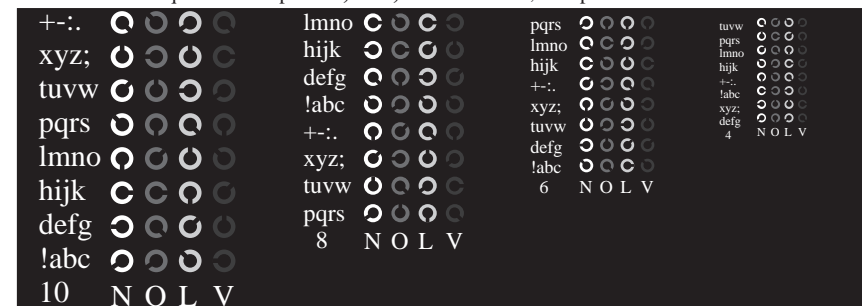 +-:.
xyz;
tuvw
pqrs
lmno
hijk
defg
!abc
10 N O L V
lmno
hijk
defg
!abc
+-:.
xyz;
tuvw
pqrs
8 N O L V
pqrs
lmno
hijk
+-:.
xyz;
tuvw
defg
!abc
6 N O L V
tuvw
pqrs
lmno
hijk
+-:.
!abc
xyz;
defg
4 N O L V